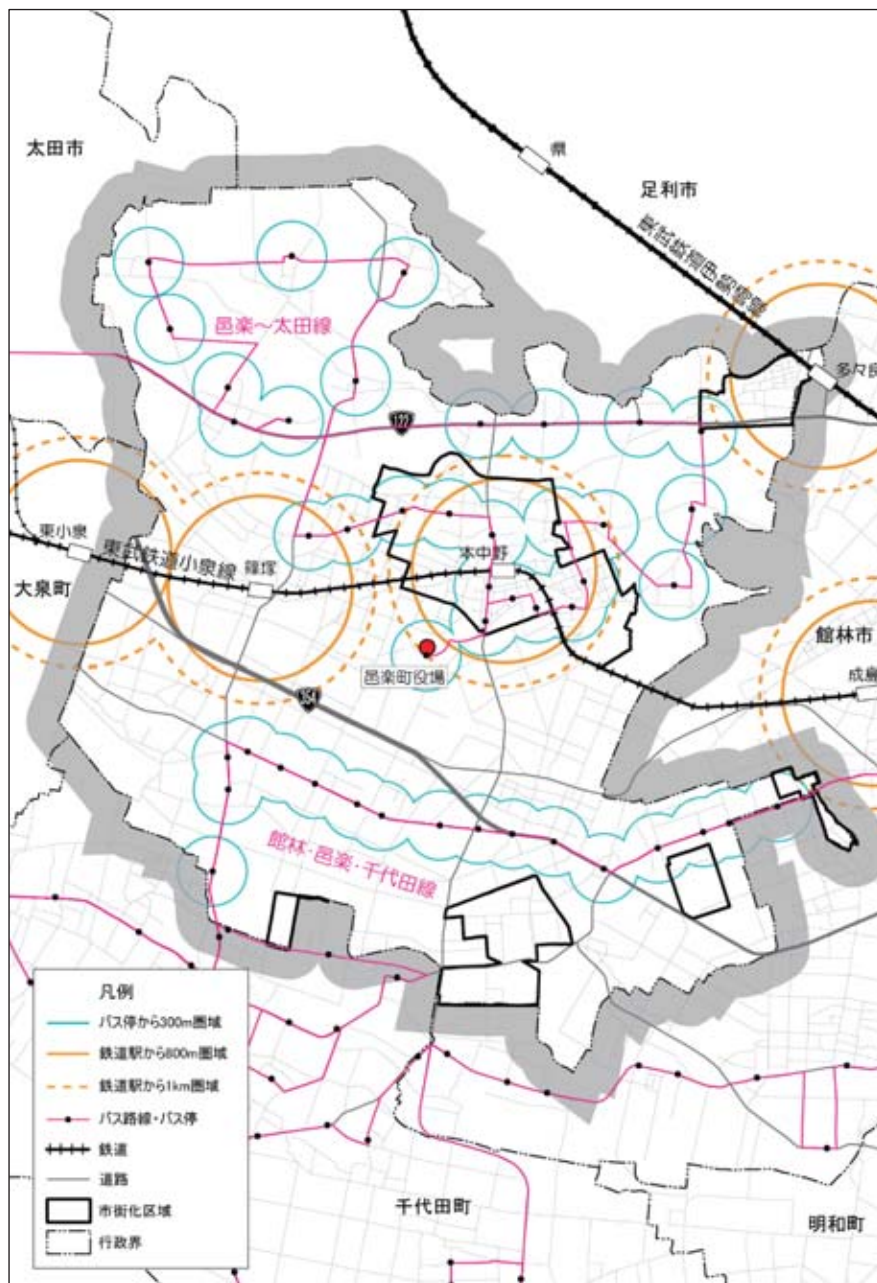 太田市
県
足利市
東武鉄道伊勢崎線
邑楽～太田線
多々良
122
東小泉
東武鉄道小泉線
篠塚
本中野
大泉町
館林市
成島
邑楽町役場
354
館林・邑楽・千代田線
凡例
バス停から300m圏域
鉄道駅から800m圏域
鉄道駅から1km圏域
バス路線・バス停
鉄道
道路
市街化区域
行政界
千代田町
明和町